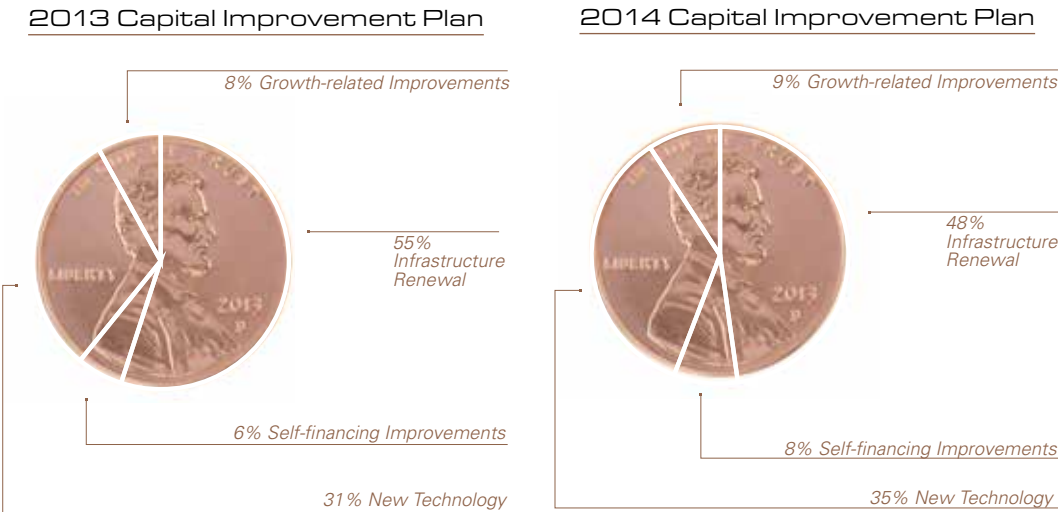 2013 Capital Improvement Plan
8% Growth-related Improvements
55%
Infrastructure
Renewal
6% Self-financing Improvements
31% New Technology
LIBERTY
2013
D
2014 Capital Improvement Plan
9% Growth-related Improvements
48%
Infrastructure
Renewal
8% Self-financing Improvements
35% New Technology
LIBERTY
2013